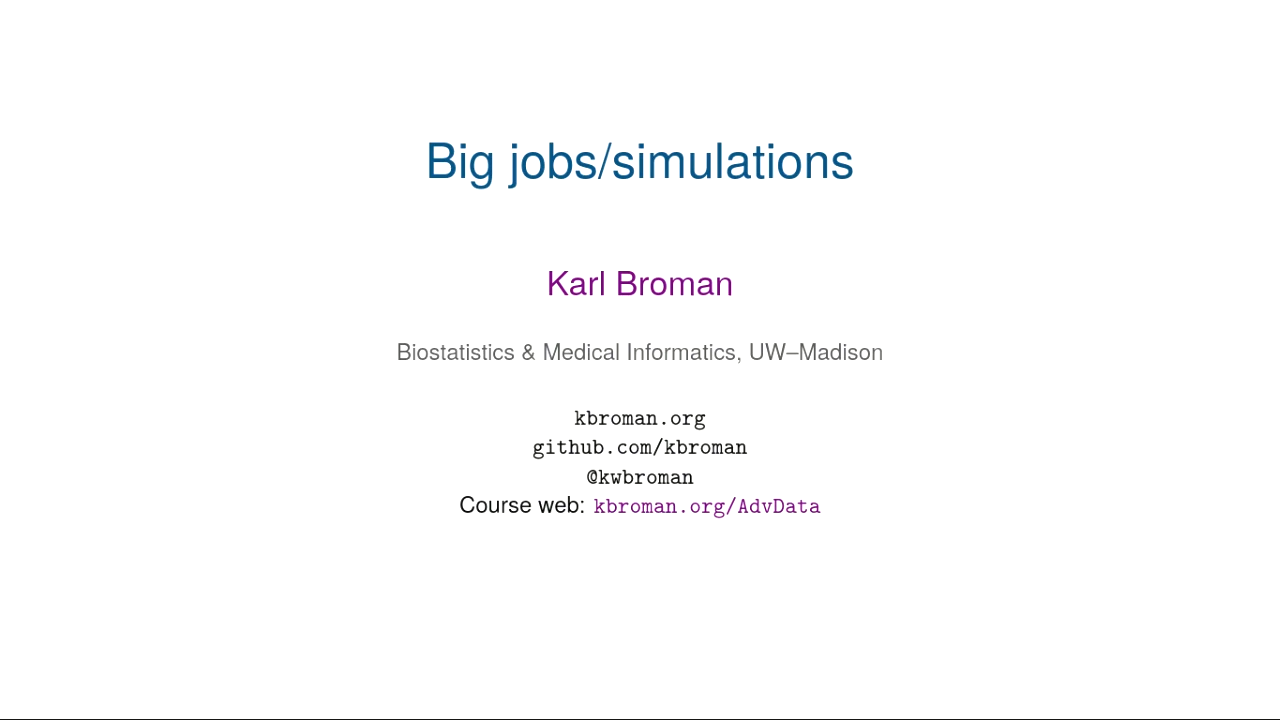 Big jobs/simulations
Karl Broman
Biostatistics & Medical Informatics, UW–Madison
kbroman.org
github.com/kbroman
@kwbroman
Course web: kbroman.org/AdvData